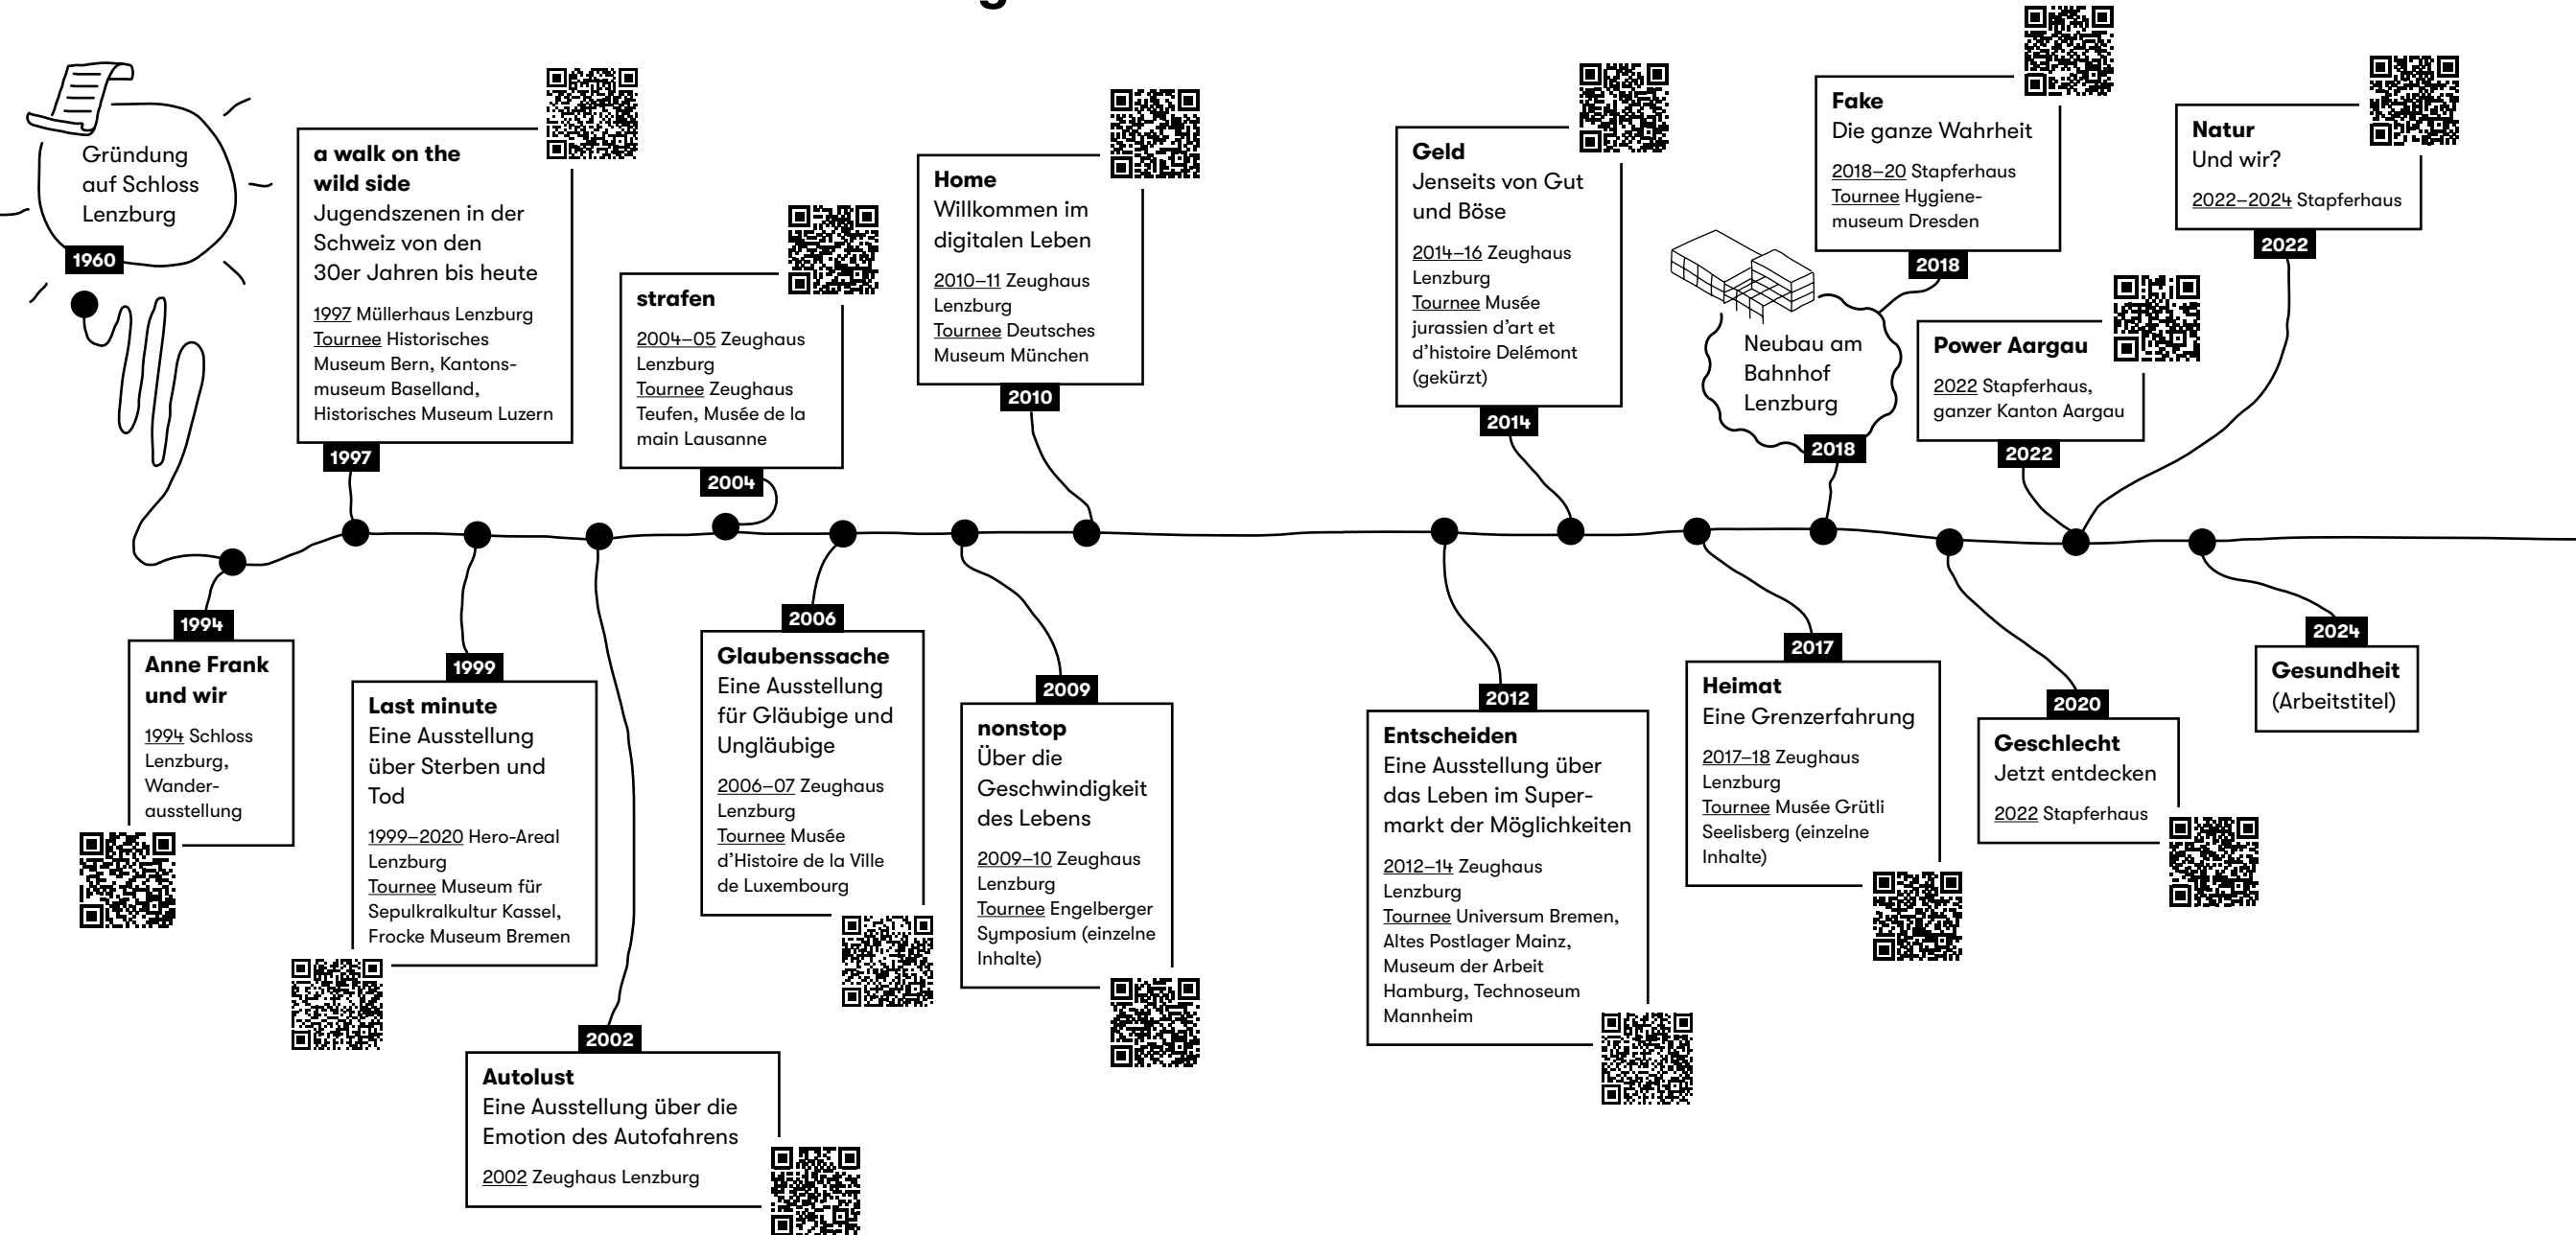 Gründung
auf Schloss
Lenzburg
1960
a walk on the
wild side
Jugendszenen in der
Schweiz von den
30er Jahren bis heute
1997 Müllerhaus Lenzburg
Tournee Historisches
Museum Bern, Kantons-
museum Baselland,
Historisches Museum Luzern
1997
strafen
2004–05 Zeughaus
Lenzburg
Tournee Zeughaus
Teufen, Musée de la
main Lausanne
2004
Home
Willkommen im
digitalen Leben
2010–11 Zeughaus
Lenzburg
Tournee Deutsches
Museum München
2010
Geld
Jenseits von Gut
und Böse
2014–16 Zeughaus
Lenzburg
Tournee Musée
jurassien d'art et
d'histoire Delémont
(gekürzt)
2014
Fake
Die ganze Wahrheit
2018–20 Stapferhaus
Tournee Hygiene-
museum Dresden
2018
Neubau am
Bahnhof
Lenzburg
2018
Power Aargau
2022 Stapferhaus,
ganzer Kanton Aargau
2022
Natur
Und wir?
2022–2024 Stapferhaus
2022
1994
Anne Frank
und wir
1994 Schloss
Lenzburg,
Wander-
ausstellung
1999
Last minute
Eine Ausstellung
über Sterben und
Tod
1999–2020 Hero-Areal
Lenzburg
Tournee Museum für
Sepulkralkultur Kassel,
Frocke Museum Bremen
2002
Autolust
Eine Ausstellung über die
Emotion des Autofahrens
2002 Zeughaus Lenzburg
2006
Glaubenssache
Eine Ausstellung
für Gläubige und
Ungläubige
2006–07 Zeughaus
Lenzburg
Tournee Musée
d'Histoire de la Ville
de Luxembourg
2009
nonstop
Über die
Geschwindigkeit
des Lebens
2009–10 Zeughaus
Lenzburg
Tournee Engelberger
Symposium (einzelne
Inhalte)
2012
Entscheiden
Eine Ausstellung über
das Leben im Super-
markt der Möglichkeiten
2012–14 Zeughaus
Lenzburg
Tournee Universum Bremen,
Altes Postlager Mainz,
Museum der Arbeit
Hamburg, Technoseum
Mannheim
2017
Heimat
Eine Grenzerfahrung
2017–18 Zeughaus
Lenzburg
Tournee Musée Grütli
Seelisberg (einzelne
Inhalte)
2020
Geschlecht
Jetzt entdecken
2022 Stapferhaus
2024
Gesundheit
(Arbeitstitel)